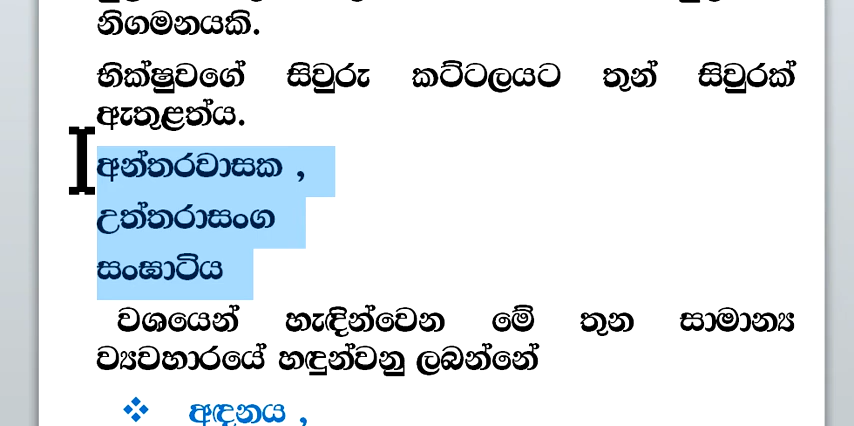 නිගමනයකි.
භික්ෂුවගේ සිවුරු කට්ටලයට තුන් සිවුරක්
ඇතුළත්ය.
අන්තරවාසක ,
උත්තරාසංග
සංඝාටිය
වශයෙන් හැඳින්වෙන මේ තුන සාමාන්‍ය
ව්‍යවහාරයේ හඳුන්වනු ලබන්නේ
❖ අඳනය ,